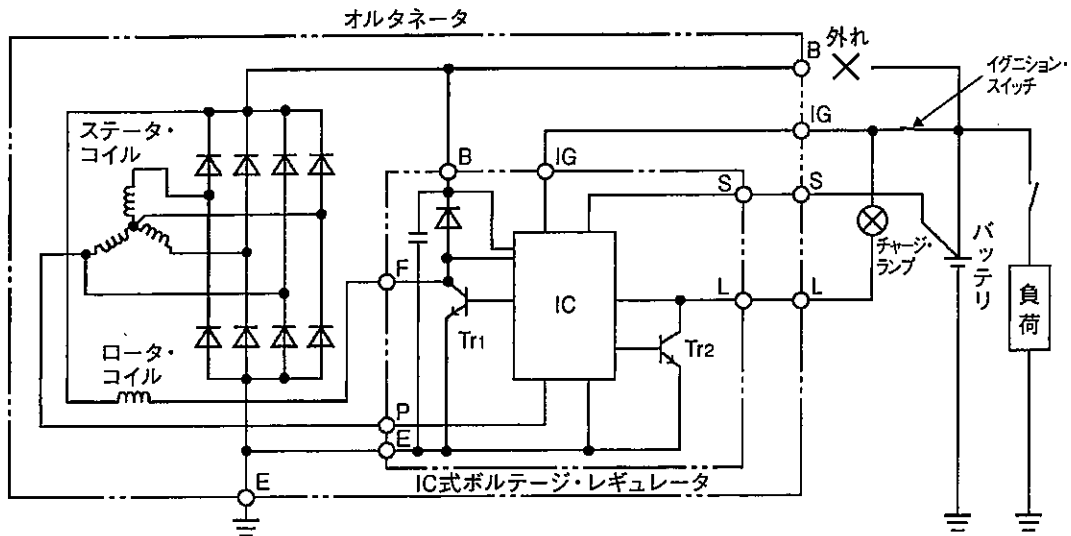 オルタネータ
B
外れ
イグニション・
スイッチ
IG
ステータ・
コイル
B
IG
S
S
チャージ・
ランプ
バッテリ
F
IC
L
L
負荷
Tr1
Tr2
ロータ・
コイル
P
E
E
IC式ボルテージ・レギュレータ